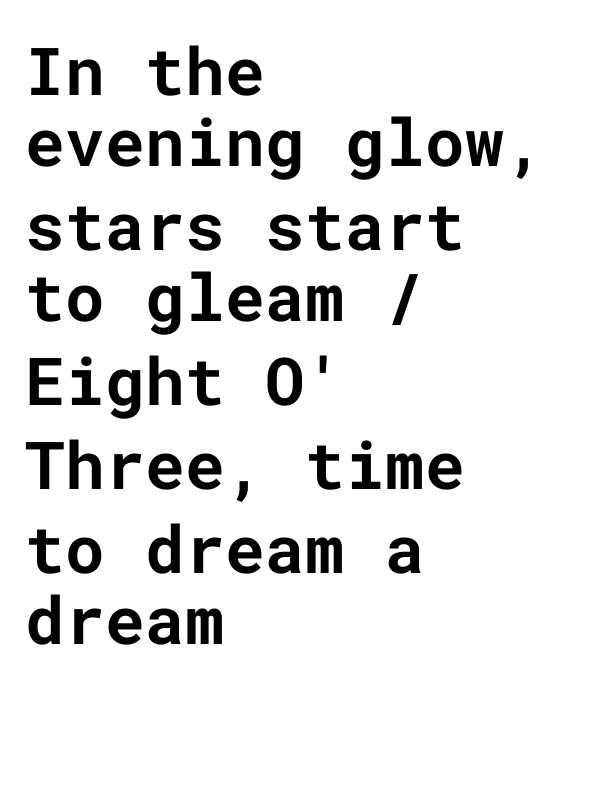 In the
evening glow,
stars start
to gleam /
Eight O'
Three, time
to dream a
dream